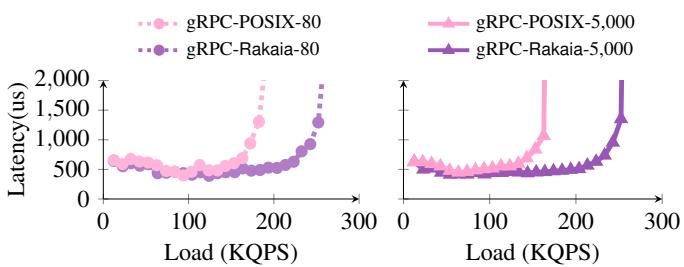 gRPC-POSIX-80
gRPC-Rakaia-80
gRPC-POSIX-5,000
gRPC-Rakaia-5,000
Latency(us)
2,000
1,500
1,000
500
0
0 100 200 300
Load (KQPS)
0 100 200 300
Load (KQPS)